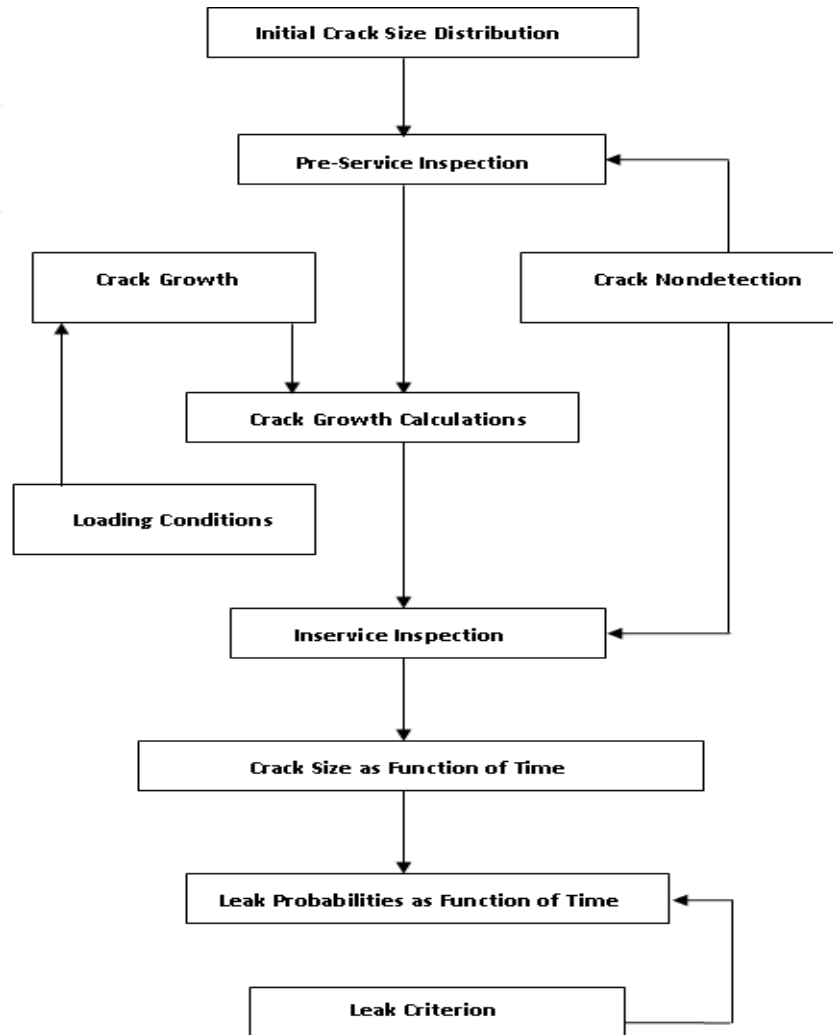 Initial Crack Size Distribution
Pre-Service Inspection
Crack Growth
Crack Nondetection
Crack Growth Calculations
Loading Conditions
Inservice Inspection
Crack Size as Function of Time
Leak Probabilities as Function of Time
Leak Criterion